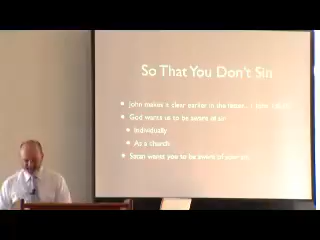 So That You Don't Sin
John makes it clear earlier in the letter...
God wants us to be aware of sin
Individually
As a church
Satan wants you to be aware of your sin